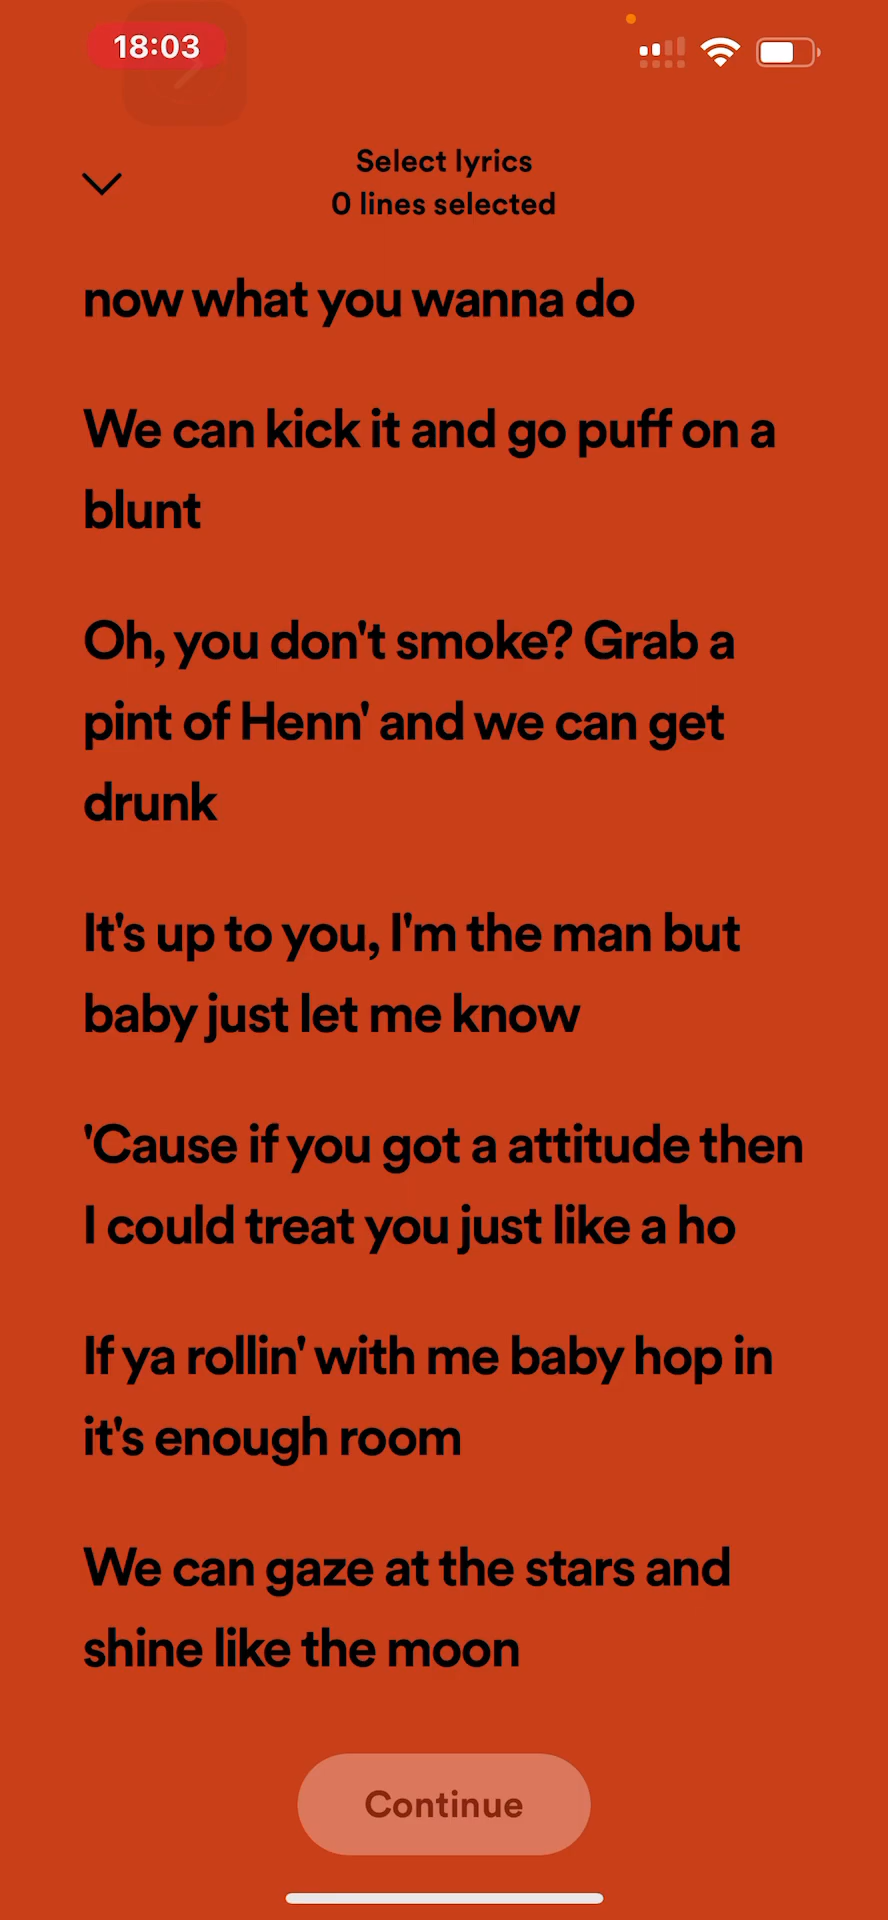 18:03
Select lyrics
0 lines selected
now what you wanna do
We can kick it and go puff on a
blunt
Oh, you don't smoke? Grab a
pint of Henn' and we can get
drunk
It's up to you, I'm the man but
baby just let me know
'Cause if you got a attitude then
I could treat you just like a ho
If ya rollin' with me baby hop in
it's enough room
We can gaze at the stars and
shine like the moon
Continue